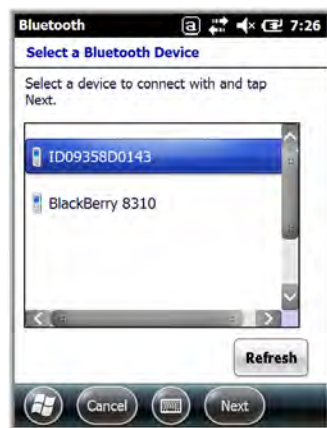 Bluetooth a 7:26
Select a Bluetooth Device
Select a device to connect with and tap
Next.
ID09358D0143
BlackBerry 8310
Refresh
Cancel Next